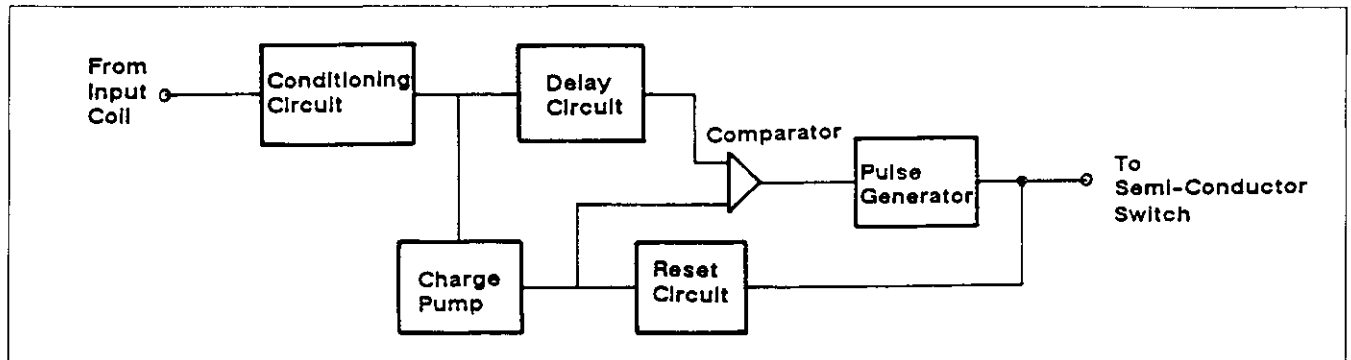 From
Input
Coil
Conditioning
Circuit
Delay
Circuit
Comparator
Pulse
Generator
To
Semi-Conductor
Switch
Charge
Pump
Reset
Circuit